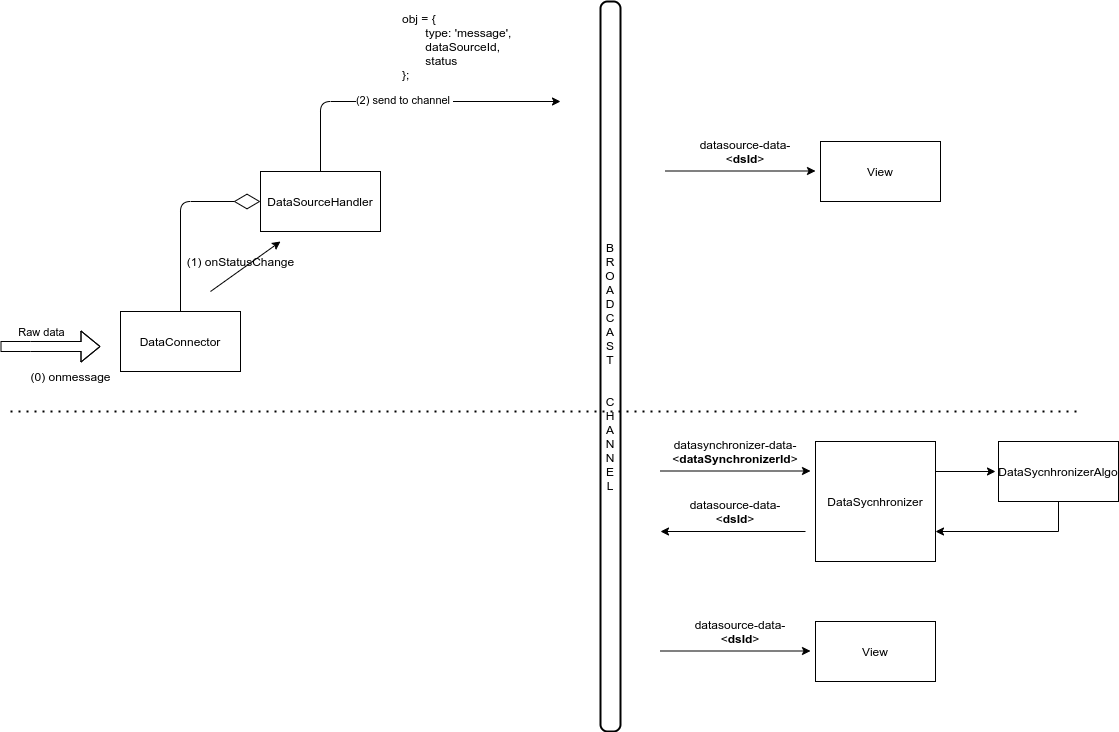 obj = {
type: 'message',
dataSourceId,
status
};
(2) send to channel
DataSourceHandler
(1) onStatusChange
Raw data
DataConnector
(0) onmessage
B
R
O
A
D
C
A
S
T
C
H
A
N
N
E
L
datasource-data-
<dsId>
View
datasynchronizer-data-
<dataSynchronizerId>
DataSycnhronizer
DataSycnhronizerAlgo
datasource-data-
<dsId>
datasource-data-
<dsId>
View